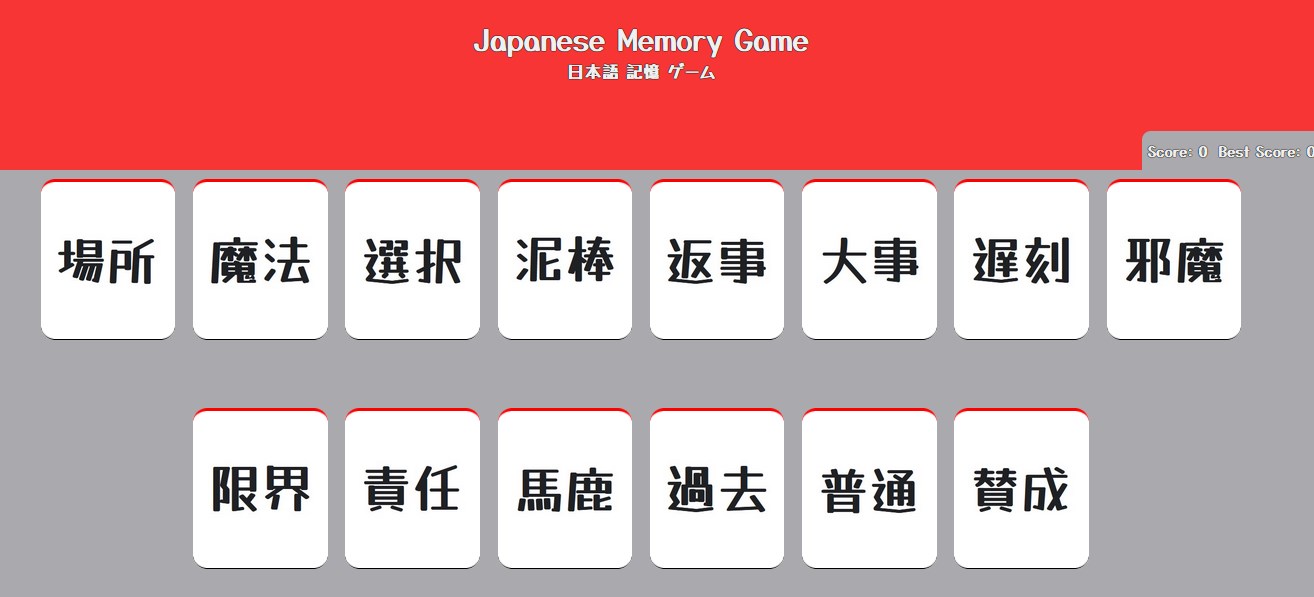 Japanese Memory Game
日本語 記憶 ゲーム
Score: 0 Best Score: 0
場所 魔法 選択 泥棒 返事 大事 遅刻 邪魔
限界 責任 馬鹿 過去 普通 賛成